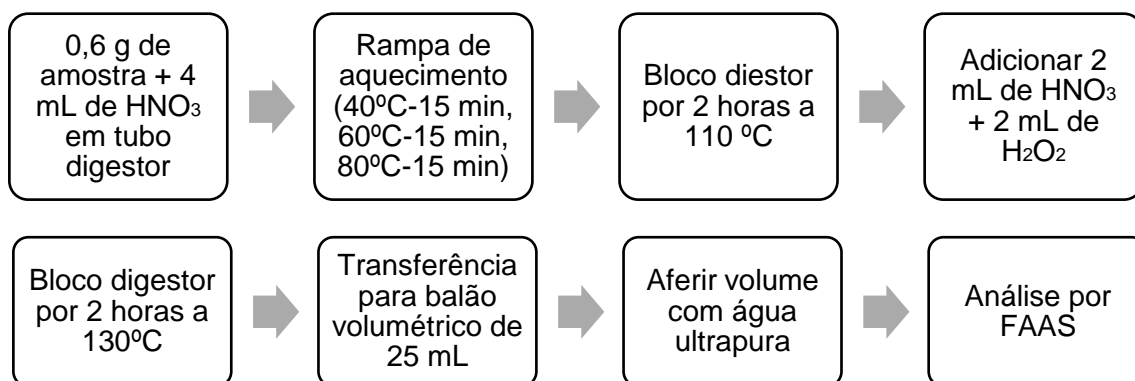 0,6 g de
amostra + 4
mL de HNO3
em tubo
digestor
Rampa de
aquecimento
(40ºC-15 min,
60ºC-15 min,
80ºC-15 min)
Bloco diestor
por 2 horas a
110 ºC
Adicionar 2
mL de HNO3
+ 2 mL de
H2O2
Bloco digestor
por 2 horas a
130ºC
Transferência
para balão
volumétrico de
25 mL
Aferir volume
com água
ultrapura
Análise por
FAAS